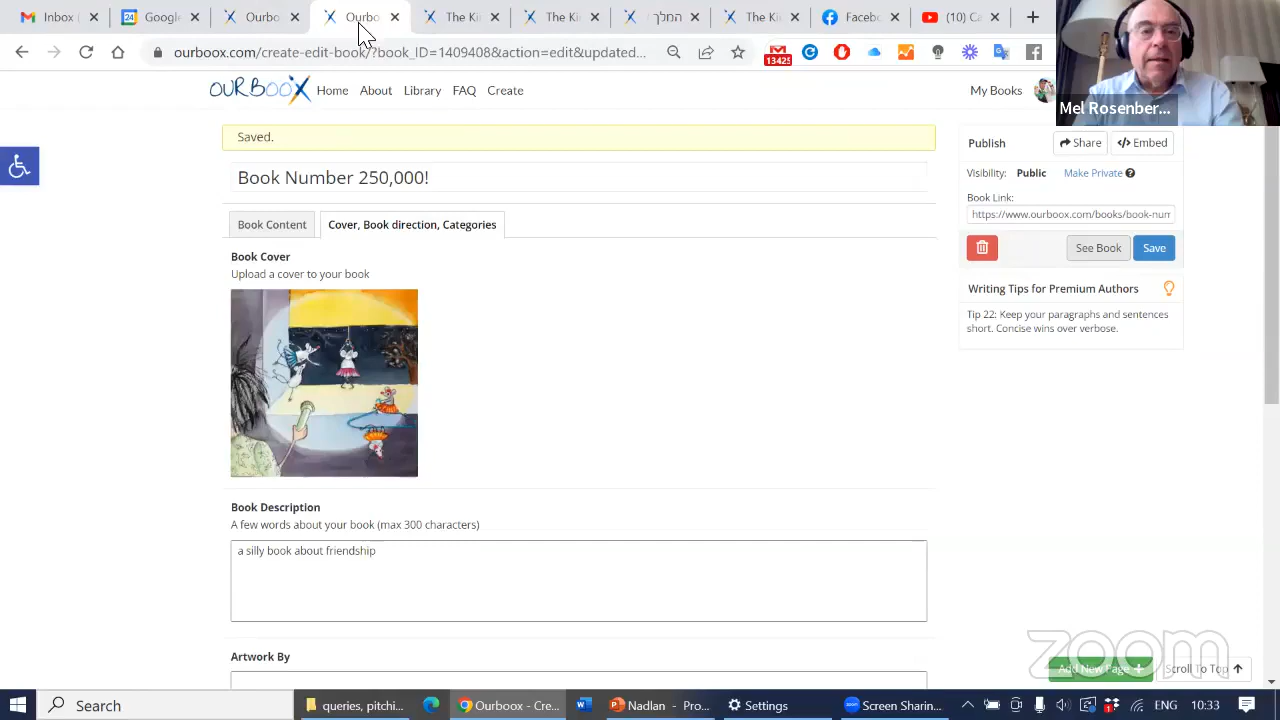 Inbox (
Google
Ourbo
Ourbo
The Ki
The Ki
המלך
The Ki
Faceb
(10) C
ourboox.com/create-edit-book/?book_ID=1409408&action=edit&updated...
13425
OURBOOX
Home
About
Library
FAQ
Create
My Books
Mel Rosenber...
Saved.
Book Number 250,000!
Book Content
Cover, Book direction, Categories
Book Cover
Upload a cover to your book
Book Description
A few words about your book (max 300 characters)
a silly book about friendship
Artwork By
Publish
Share
Embed
Visibility: Public Make Private
Book Link:
https://www.ourboox.com/books/book-num
See Book
Save
Writing Tips for Premium Authors
Tip 22: Keep your paragraphs and sentences
short. Concise wins over verbose.
zoom
Add New Page +
Scroll To Top
Search
queries, pitchi...
Ourboox - Cre...
Nadlan - Pro...
Settings
Screen Sharin...
10:33